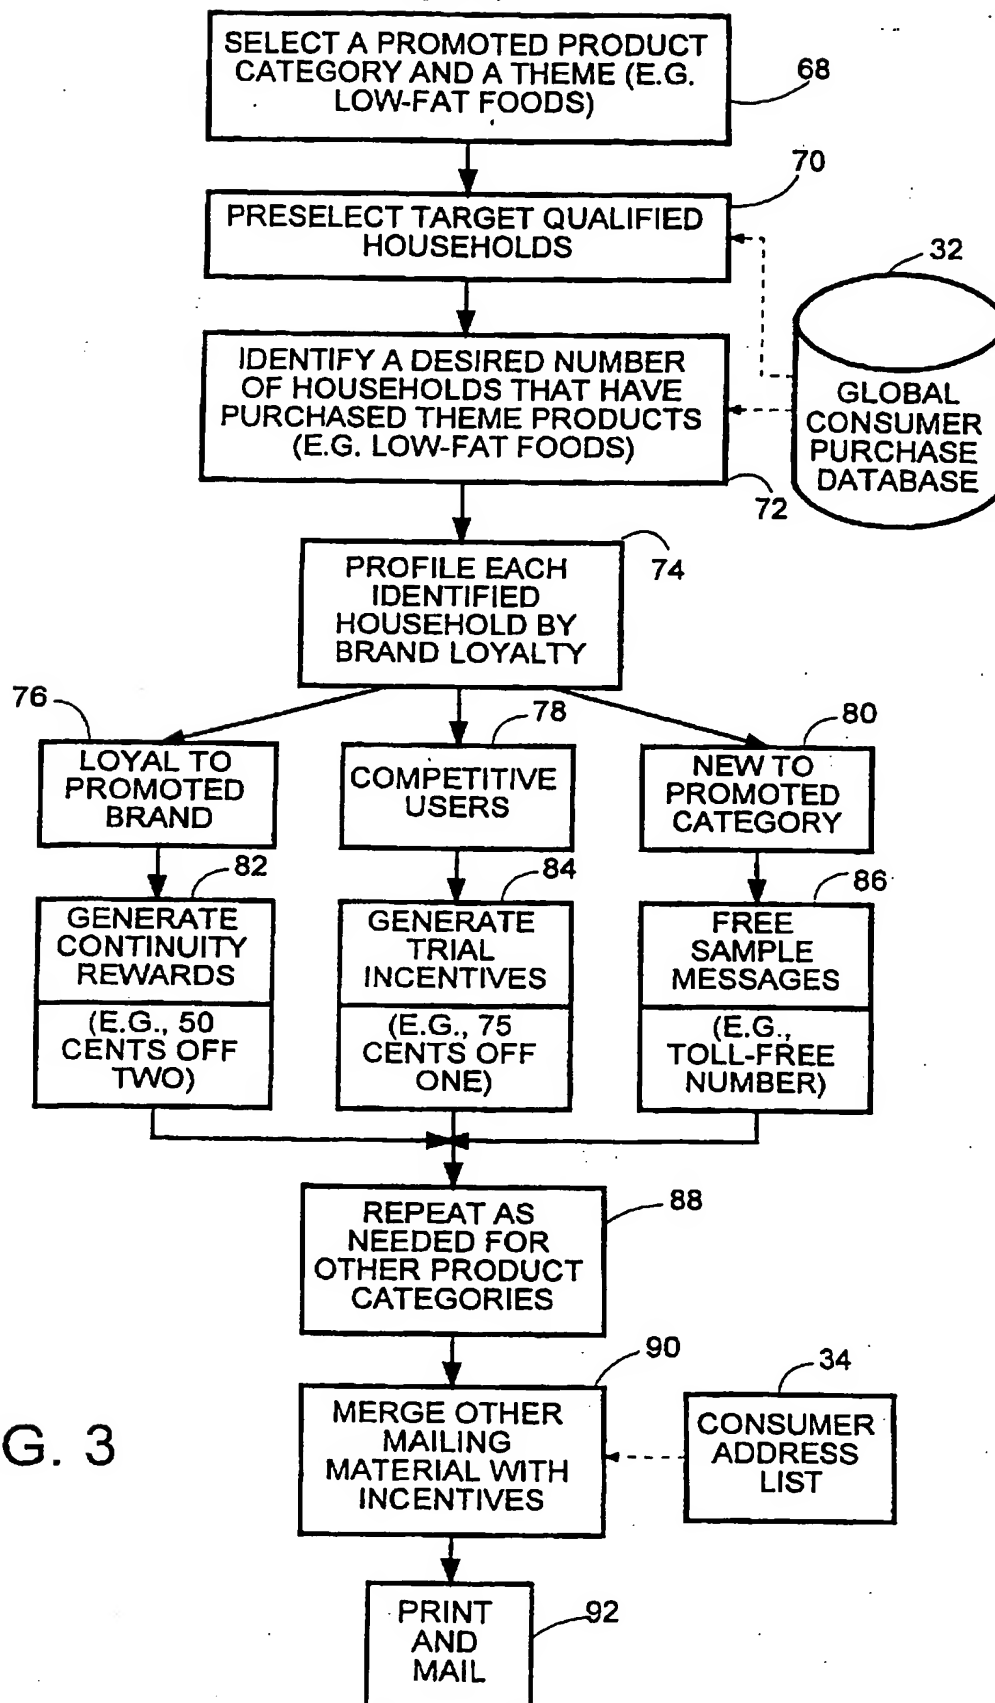 SELECT A PROMOTED PRODUCT
CATEGORY AND A THEME (E.G.
LOW-FAT FOODS)
68
70
PRESELECT TARGET QUALIFIED
HOUSEHOLDS
32
IDENTIFY A DESIRED NUMBER
OF HOUSEHOLDS THAT HAVE
PURCHASED THEME PRODUCTS
(E.G. LOW-FAT FOODS)
GLOBAL
CONSUMER
PURCHASE
DATABASE
72
74
PROFILE EACH
IDENTIFIED
HOUSEHOLD BY
BRAND LOYALTY
76
78
80
LOYAL TO
PROMOTED
BRAND
COMPETITIVE
USERS
NEW TO
PROMOTED
CATEGORY
82
84
86
GENERATE
CONTINUITY
REWARDS
(E.G., 50
CENTS OFF
TWO)
GENERATE
TRIAL
INCENTIVES
(E.G., 75
CENTS OFF
ONE)
FREE
SAMPLE
MESSAGES
(E.G.,
TOLL-FREE
NUMBER)
88
REPEAT AS
NEEDED FOR
OTHER PRODUCT
CATEGORIES
90
34
MERGE OTHER
MAILING
MATERIAL WITH
INCENTIVES
CONSUMER
ADDRESS
LIST
G. 3
PRINT
AND
MAIL
92